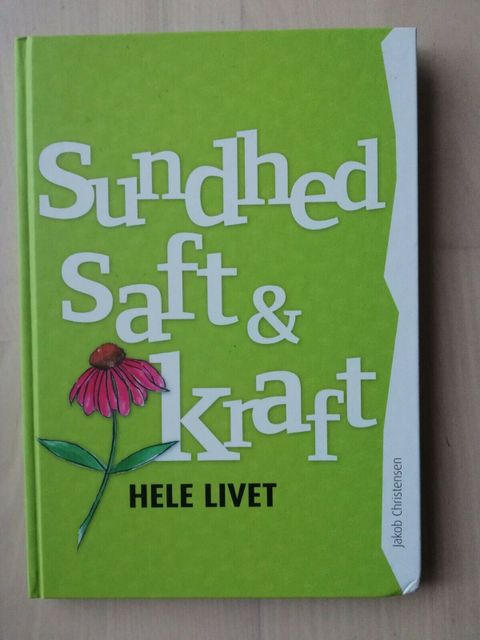 Sundhed
Saft &
kraft
HELE LIVET
Jakob Christensen